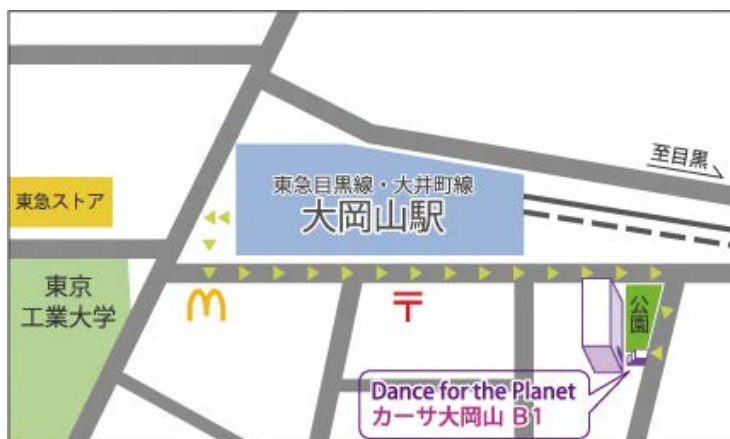 至目黒
東急目黒線・大井町線
大岡山駅
東急ストア
東京
工業大学
公園
Dance for the Planet
カーサ大岡山 B1